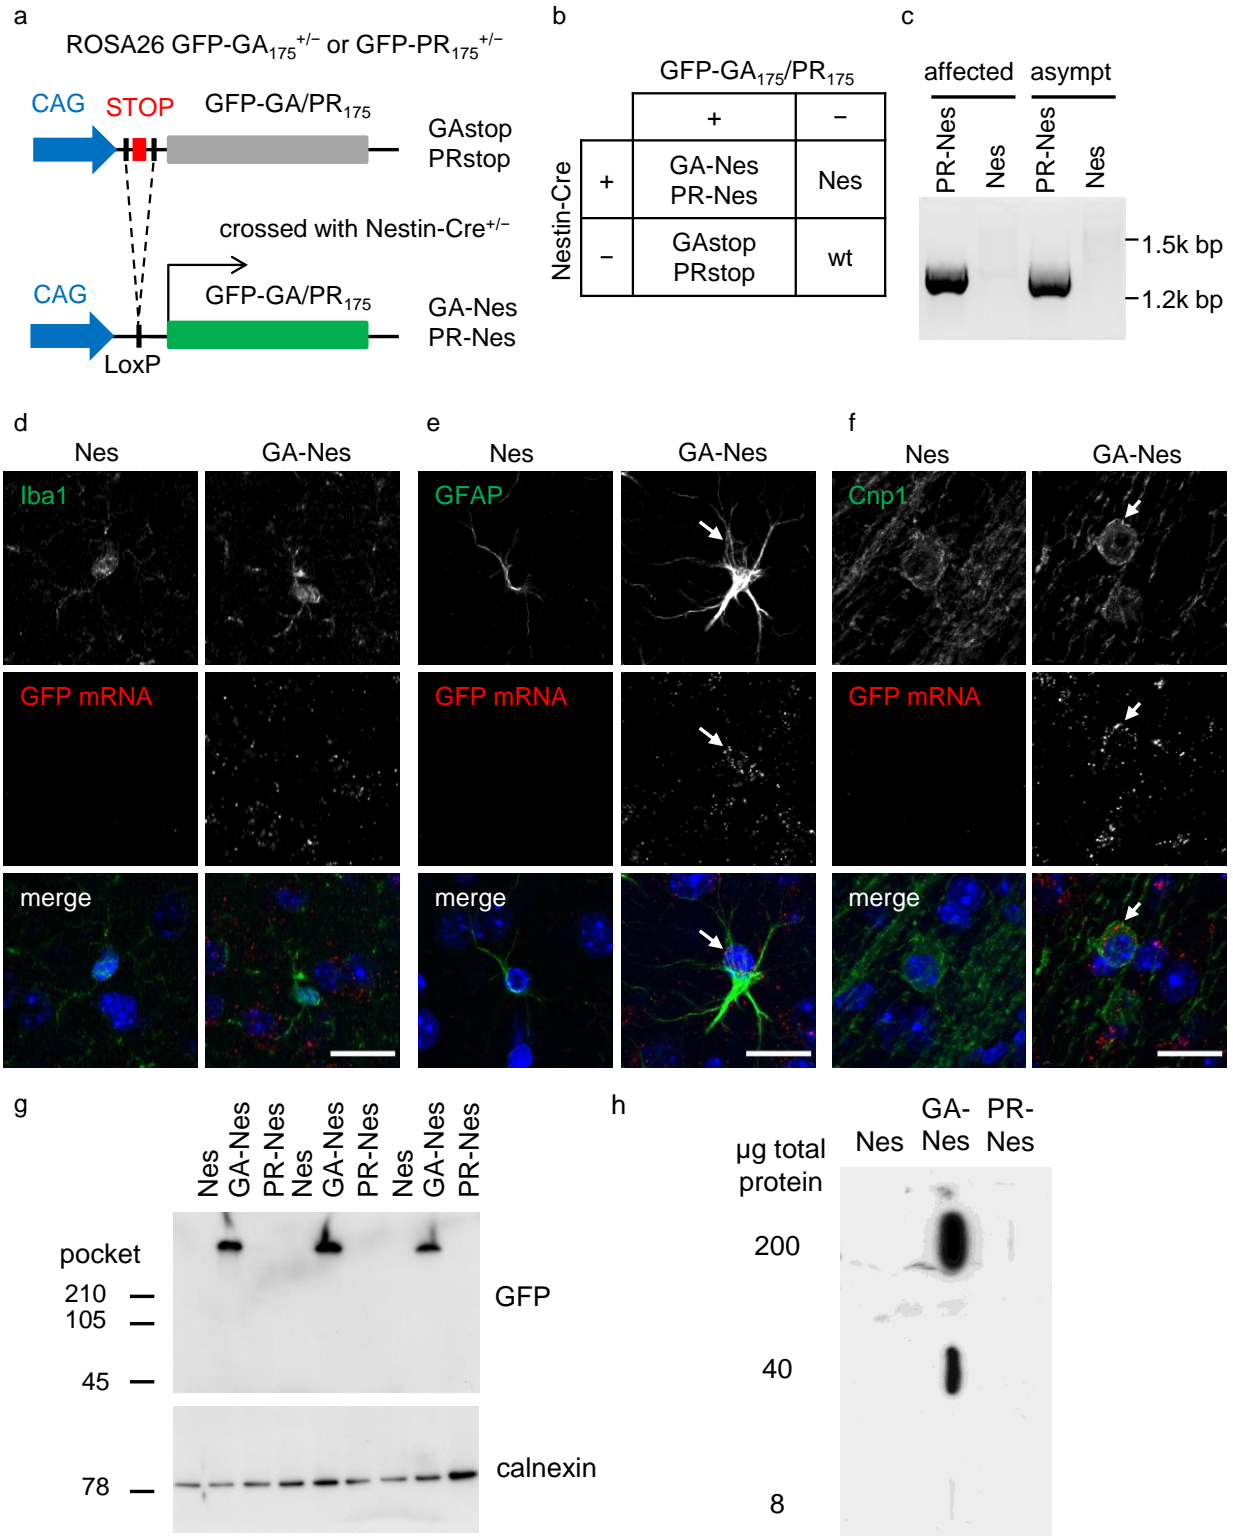 a
ROSA26 GFP-GA175+/− or GFP-PR175+/−
CAG
STOP
GFP-GA/PR175
GAstop
PRstop
crossed with Nestin-Cre+/−
CAG
GFP-GA/PR175
GA-Nes
PR-Nes
LoxP
b
GFP-GA175/PR175
+
−
Nestin-Cre
+
GA-Nes
PR-Nes
Nes
−
GAstop
PRstop
wt
c
affected
asympt
PR-Nes
Nes
PR-Nes
Nes
1.5k bp
1.2k bp
d
Nes
GA-Nes
Iba1
GFP mRNA
merge
e
Nes
GA-Nes
GFAP
GFP mRNA
merge
f
Nes
GA-Nes
Cnp1
GFP mRNA
merge
g
Nes
GA-Nes
PR-Nes
Nes
GA-Nes
PR-Nes
Nes
GA-Nes
PR-Nes
pocket
210
105
45
GFP
78
calnexin
h
µg total
protein
Nes
GA-
Nes
PR-
Nes
200
40
8